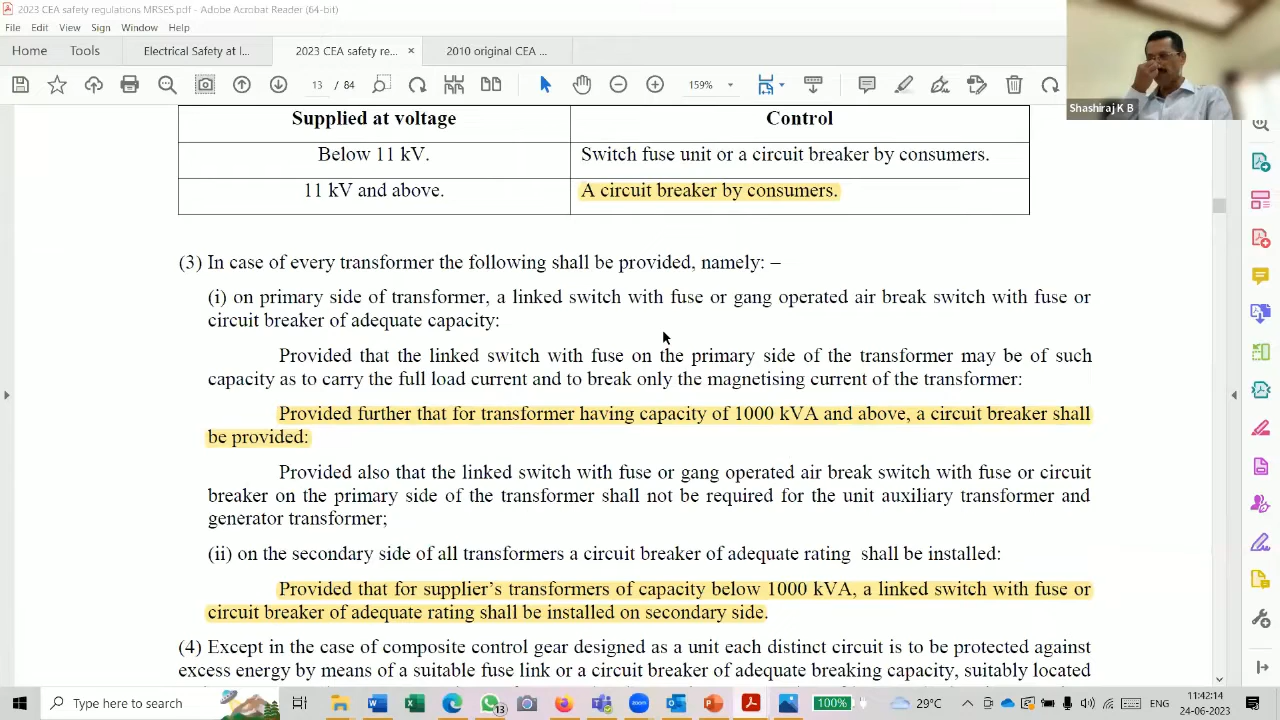 2023 CEA safety regulations MRSES.pdf - Adobe Acrobat Reader (64-bit)
File Edit View Sign Window Help
Home Tools Electrical Safety at I... 2023 CEA safety re... × 2010 original CEA ...
13 / 84 159%
Shashiraj K B
Supplied at voltage Control
Below 11 kV. Switch fuse unit or a circuit breaker by consumers.
11 kV and above. A circuit breaker by consumers.
(3) In case of every transformer the following shall be provided, namely: –
(i) on primary side of transformer, a linked switch with fuse or gang operated air break switch with fuse or
circuit breaker of adequate capacity:
Provided that the linked switch with fuse on the primary side of the transformer may be of such
capacity as to carry the full load current and to break only the magnetising current of the transformer:
Provided further that for transformer having capacity of 1000 kVA and above, a circuit breaker shall
be provided:
Provided also that the linked switch with fuse or gang operated air break switch with fuse or circuit
breaker on the primary side of the transformer shall not be required for the unit auxiliary transformer and
generator transformer;
(ii) on the secondary side of all transformers a circuit breaker of adequate rating shall be installed:
Provided that for supplier’s transformers of capacity below 1000 kVA, a linked switch with fuse or
circuit breaker of adequate rating shall be installed on secondary side.
(4) Except in the case of composite control gear designed as a unit each distinct circuit is to be protected against
excess energy by means of a suitable fuse link or a circuit breaker of adequate breaking capacity, suitably located
Type here to search 13 zoom 100% 29°C ENG 11:42:14
24-06-2023